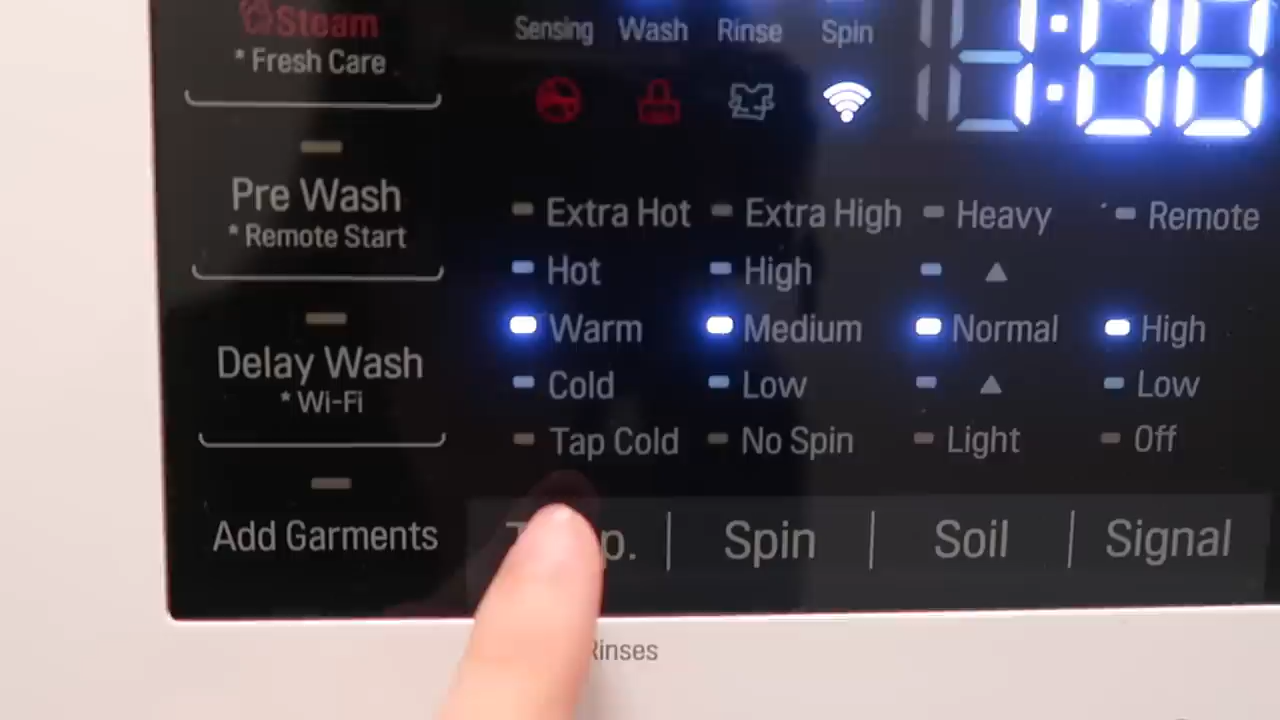 Steam
* Fresh Care
Sensing Wash Rinse Spin
1:00
Pre Wash
* Remote Start
Extra Hot Extra High Heavy Remote
Hot High ▲
Warm Medium Normal High
Delay Wash
* Wi-Fi
Cold Low ▲ Low
Tap Cold No Spin Light Off
Add Garments
Spin | Soil | Signal
Rinses